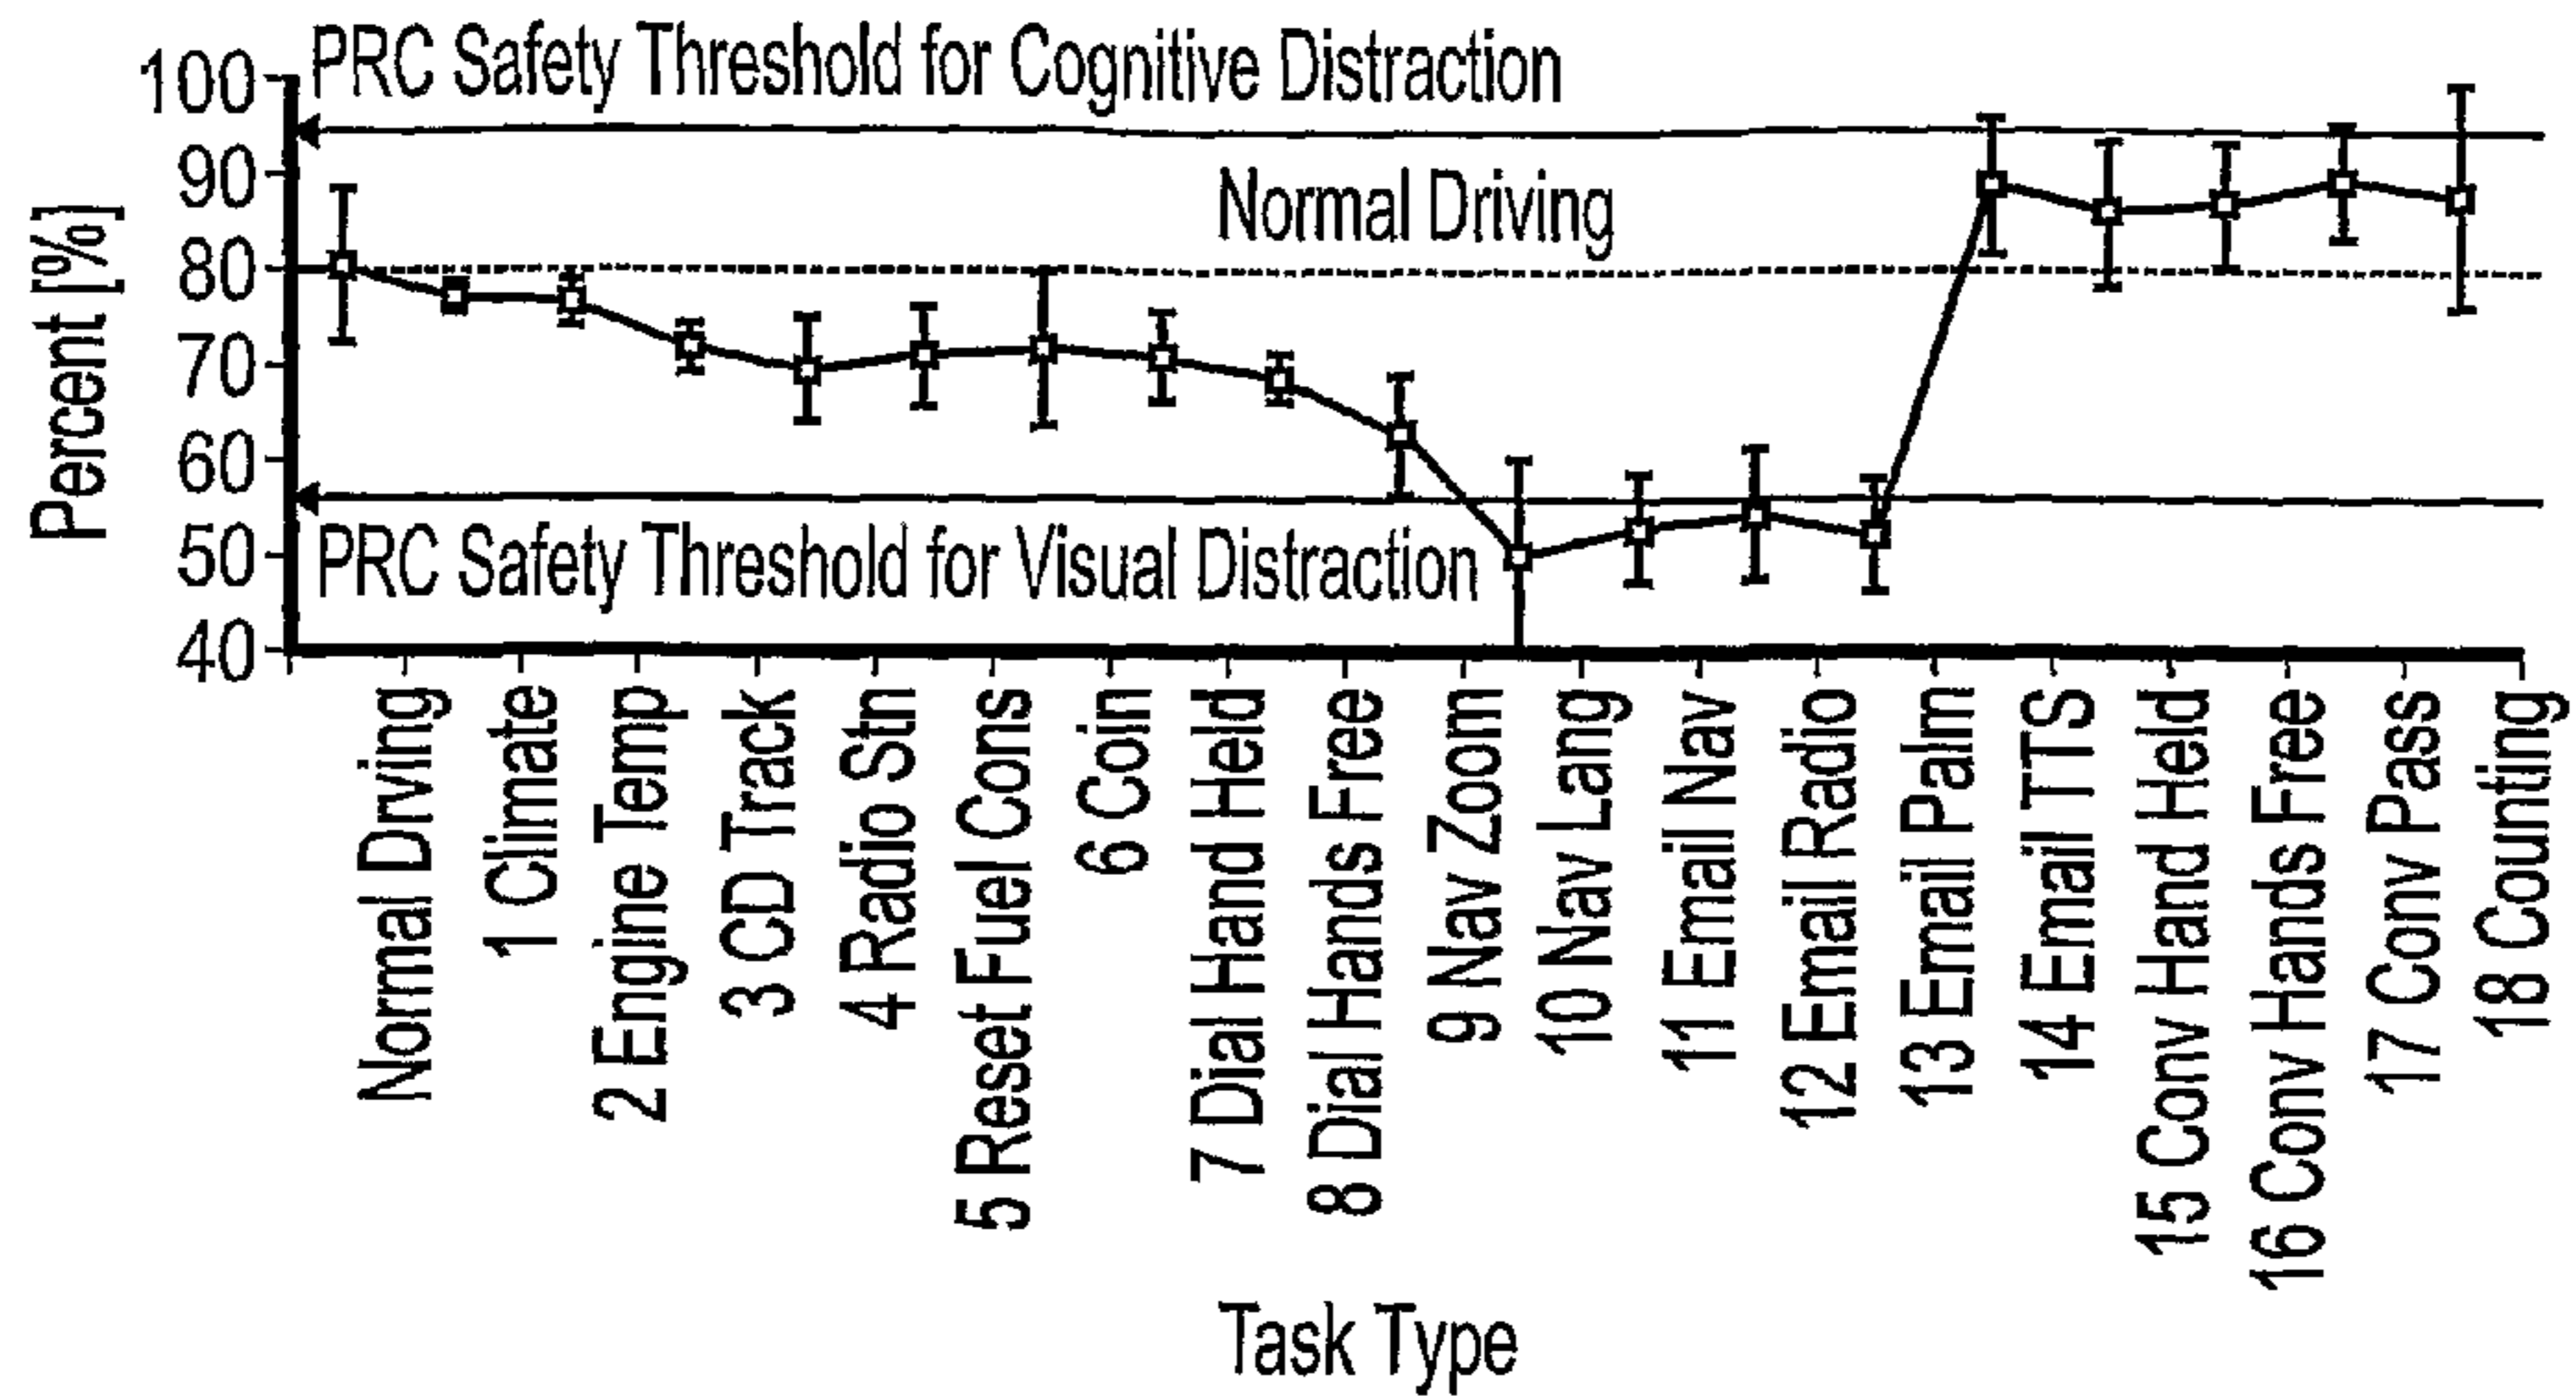 PRC Safety Threshold for Cognitive Distraction
Normal Driving
PRC Safety Threshold for Visual Distraction
Percent [%]
100
90
80
70
60
50
40
Normal Drving
1 Climate
2 Engine Temp
3 CD Track
4 Radio Stn
5 Reset Fuel Cons
6 Coin
7 Dial Hand Held
8 Dial Hands Free
9 Nav Zoom
10 Nav Lang
11 Email Nav
12 Email Radio
13 Email Palm
14 Email TTS
15 Conv Hand Held
16 Conv Hands Free
17 Conv Pass
18 Counting
Task Type